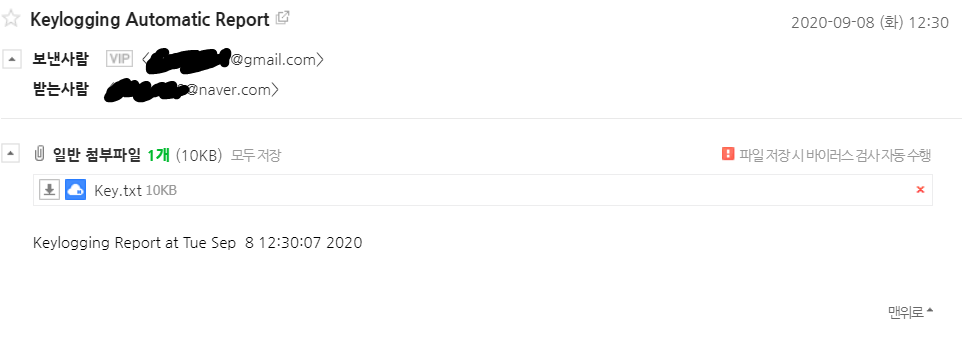 Keylogging Automatic Report
2020-09-08 (화) 12:30
보낸사람 VIP < @gmail.com>
받는사람 < @naver.com>
일반 첨부파일 1개 (10KB) 모두 저장
파일 저장 시 바이러스 검사 자동 수행
Key.txt 10KB
Keylogging Report at Tue Sep  8 12:30:07 2020
맨위로